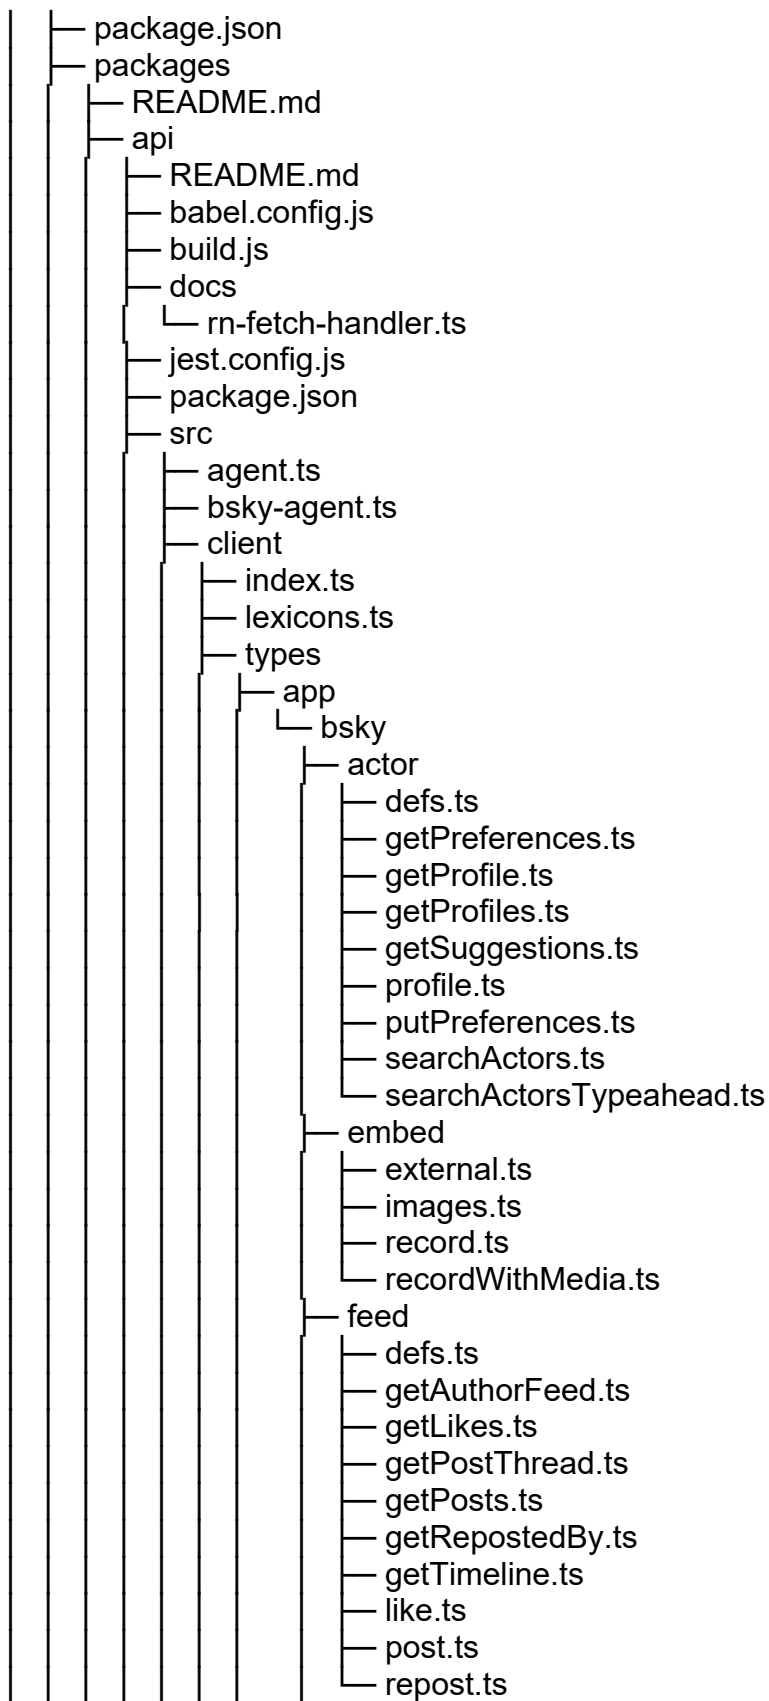 package.json
packages
README.md
api
README.md
babel.config.js
build.js
docs
rn-fetch-handler.ts
jest.config.js
package.json
src
agent.ts
bsky-agent.ts
client
index.ts
lexicons.ts
types
app
bsky
actor
defs.ts
getPreferences.ts
getProfile.ts
getProfiles.ts
getSuggestions.ts
profile.ts
putPreferences.ts
searchActors.ts
searchActorsTypeahead.ts
embed
external.ts
images.ts
record.ts
recordWithMedia.ts
feed
defs.ts
getAuthorFeed.ts
getLikes.ts
getPostThread.ts
getPosts.ts
getRepostedBy.ts
getTimeline.ts
like.ts
post.ts
repost.ts